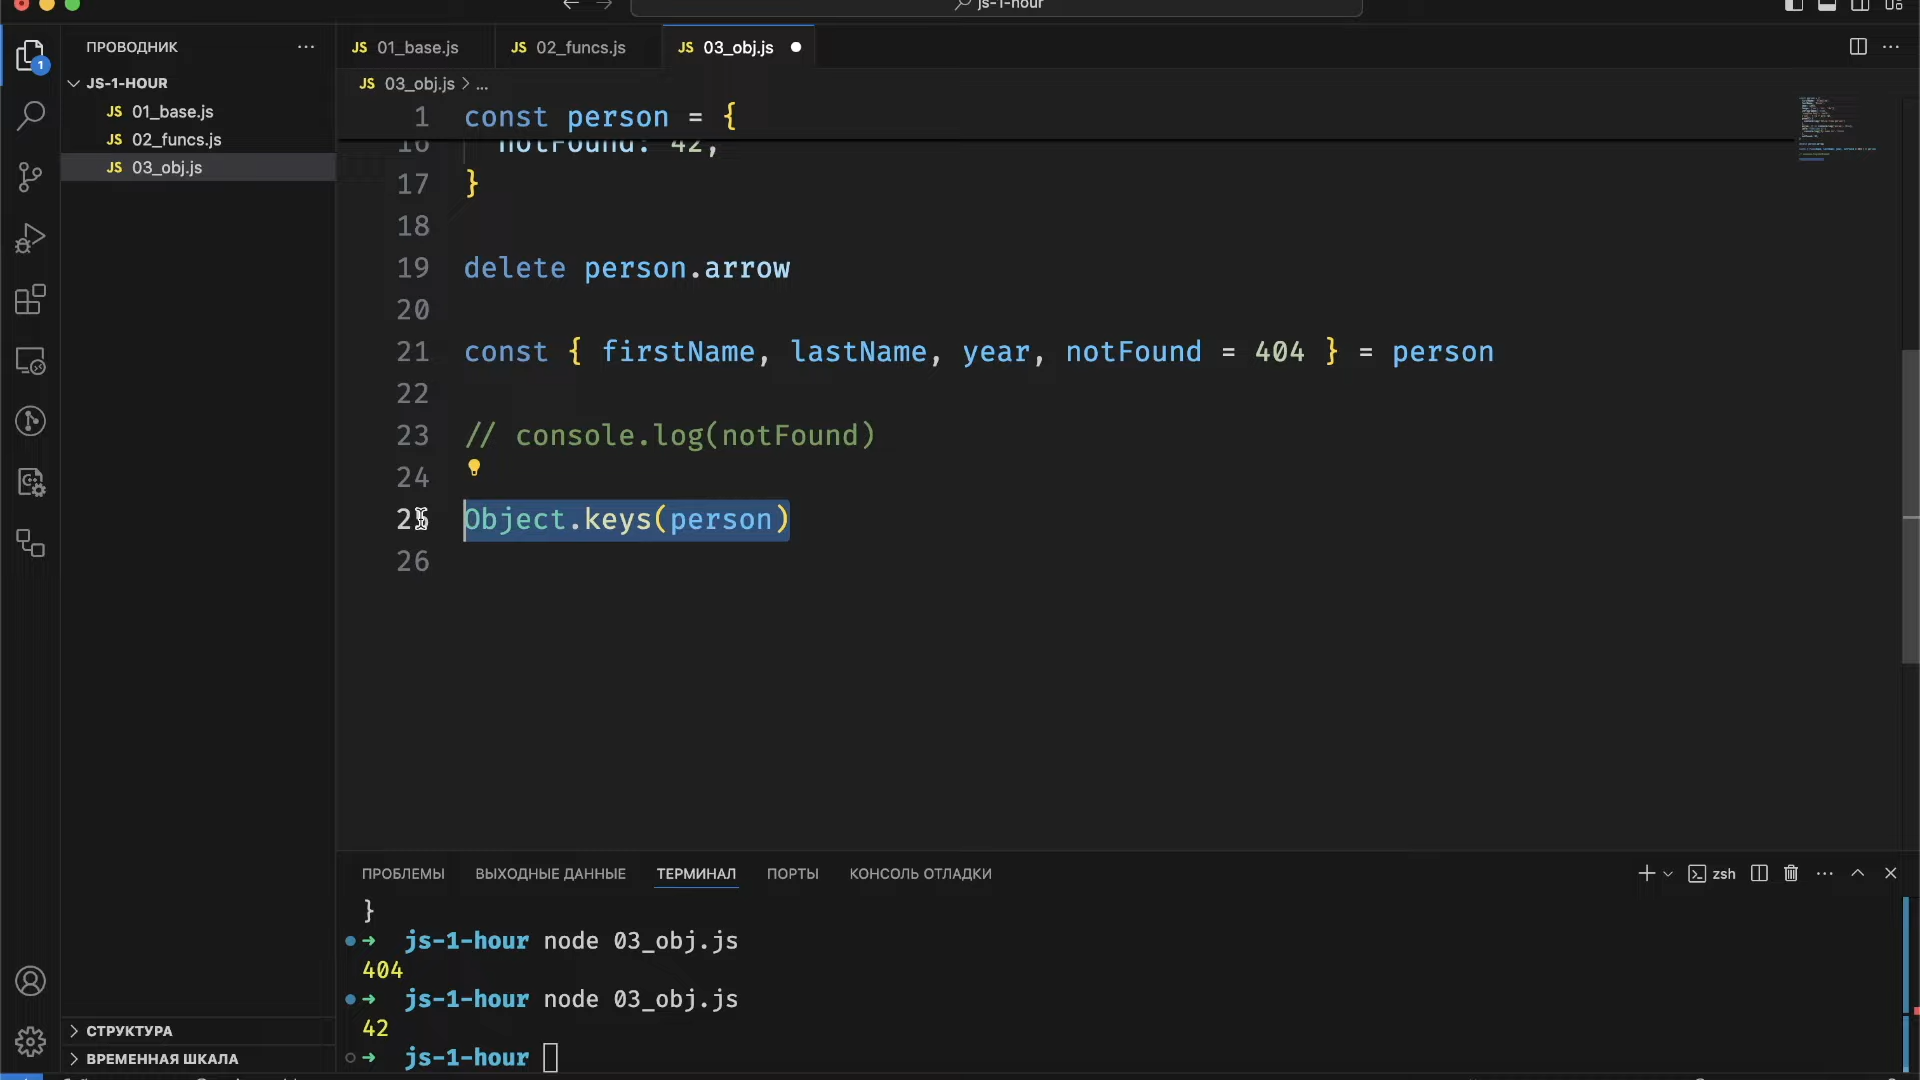 js-1-hour
ПРОВОДНИК
JS 01_base.js
JS 02_funcs.js
JS 03_obj.js
1
JS-1-HOUR
JS 03_obj.js > ...
JS 01_base.js
JS 02_funcs.js
JS 03_obj.js
1 const person = {
16 notFound: 42,
17 }
18
19 delete person.arrow
20
21 const { firstName, lastName, year, notFound = 404 } = person
22
23 // console.log(notFound)
24
25 Object.keys(person)
26
ПРОБЛЕМЫ ВЫХОДНЫЕ ДАННЫЕ ТЕРМИНАЛ ПОРТЫ КОНСОЛЬ ОТЛАДКИ zsh
}
➜ js-1-hour node 03_obj.js
404
➜ js-1-hour node 03_obj.js
42
➜ js-1-hour
СТРУКТУРА
ВРЕМЕННАЯ ШКАЛА